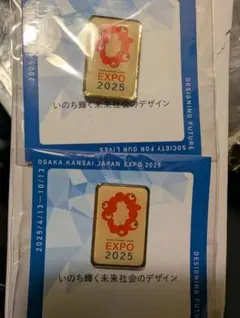 EXPO
2025
いのち輝く未来社会のデザイン
DESIGNING FUTURE
SOCIETY FOR OUR LIVES
OSAKA, KANSAI, JAPAN EXPO 2025
2025/4/13-10/13
EXPO
2025
いのち輝く未来社会のデザイン
DESIGNING FUTURE